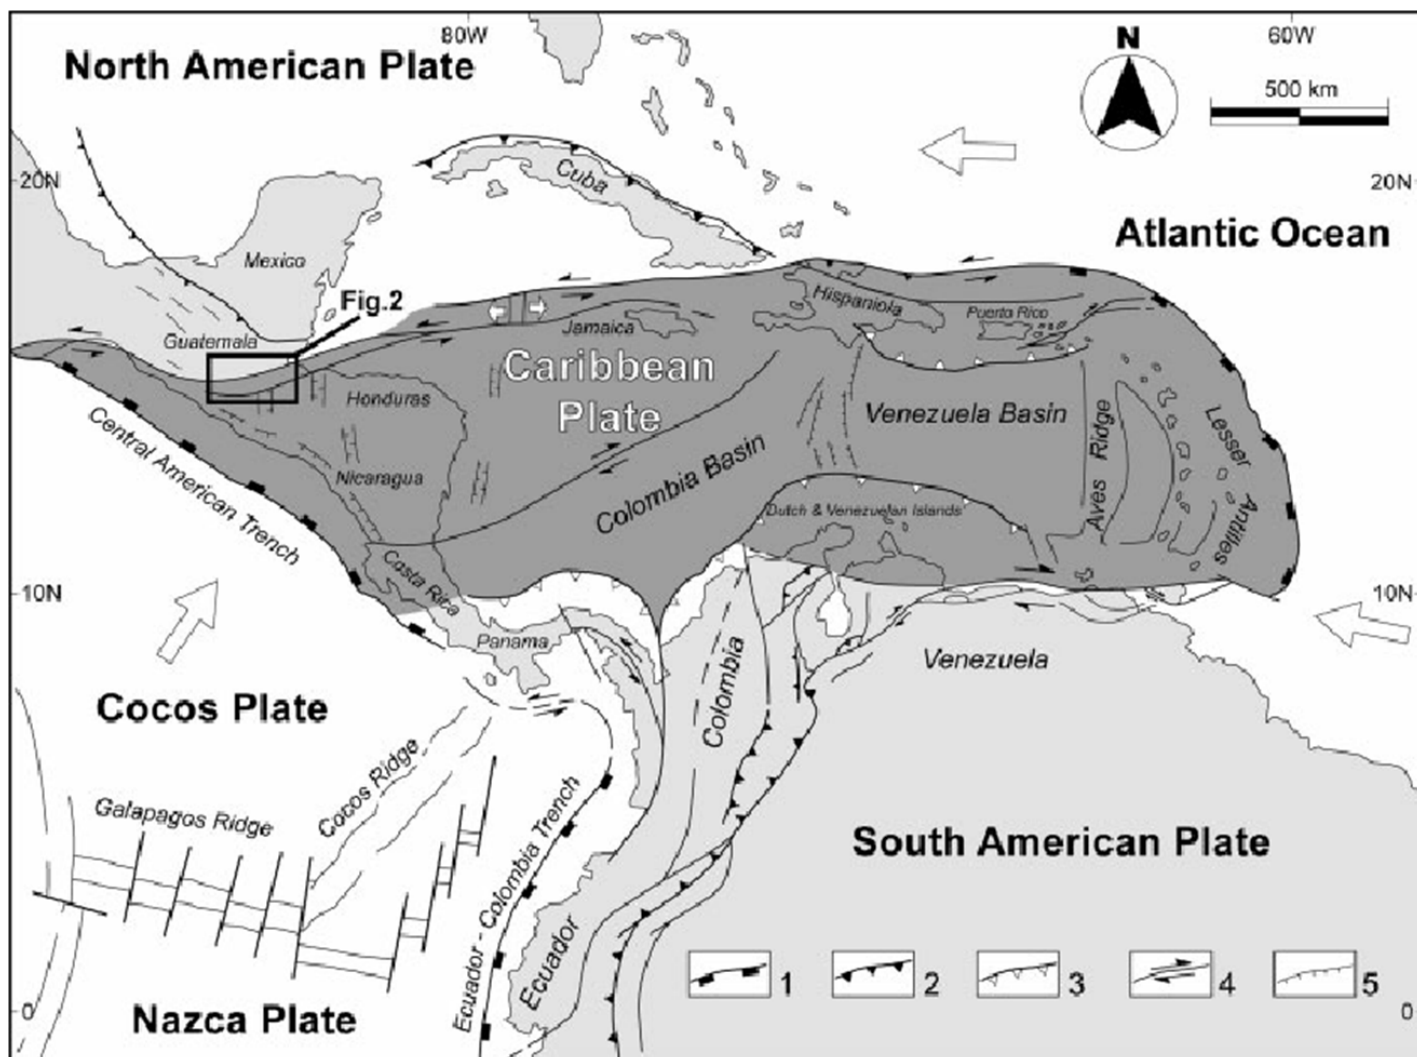 80W
60W
North American Plate
N
500 km
20N
20N
Cuba
Atlantic Ocean
Mexico
Fig.2
Hispaniola
Puerto Rico
Jamaica
Guatemala
Caribbean
Plate
Honduras
Venezuela Basin
Lesser
Antilles
Aves Ridge
Central American Trench
Nicaragua
Colombia Basin
Dutch & Venezuelan Islands
Costa Rica
10N
10N
Panama
Colombia
Venezuela
Cocos Plate
Cocos Ridge
Galapagos Ridge
Ecuador - Colombia Trench
South American Plate
Ecuador
1
2
3
4
5
Nazca Plate
0
0